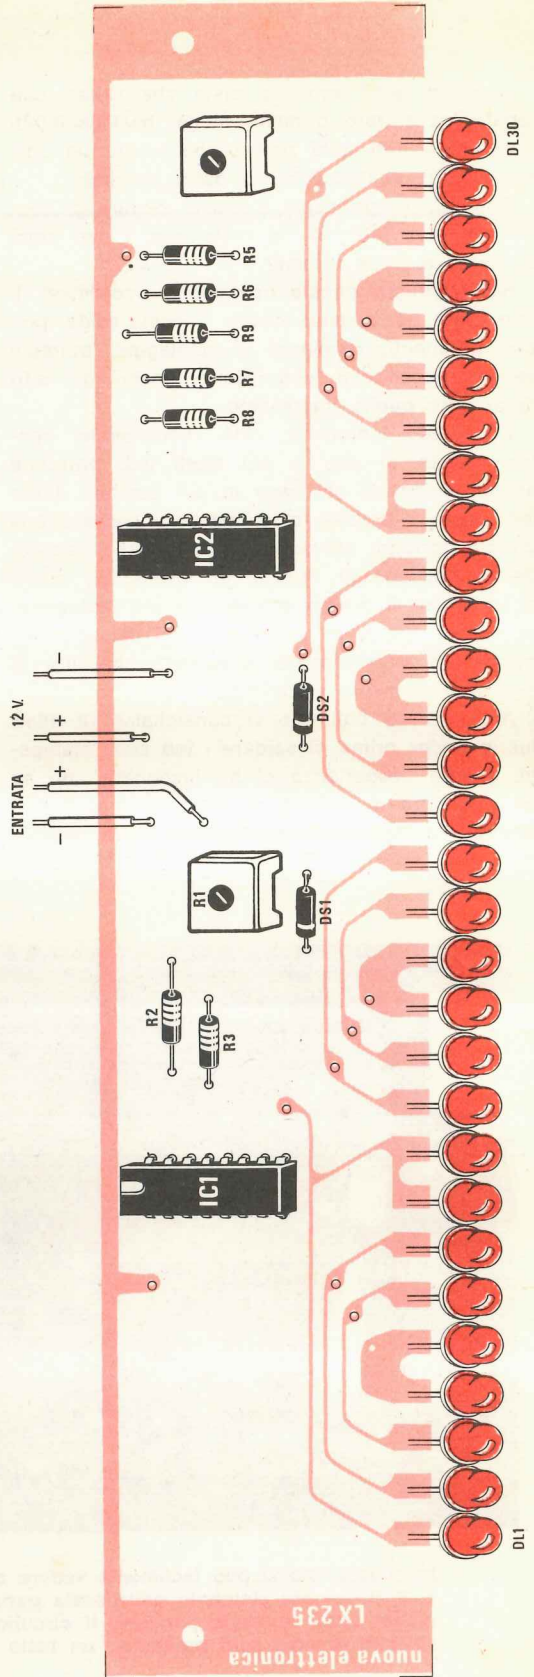 ENTRATA
12 V.
−
+
+
−
R5
R6
R9
R7
R8
IC2
DS2
R1
DS1
R2
R3
IC1
DL30
DL1
LX 235
nuova elettronica